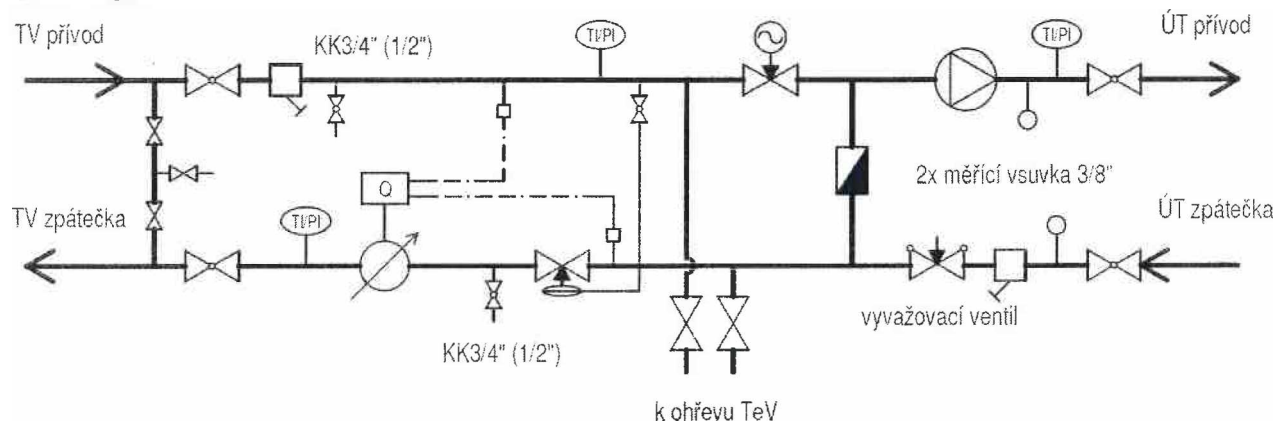 TV přívod
KK3/4" (1/2")
TI/PI
TI/PI
ÚT přívod
Q
2x měřící vsuvka 3/8"
TV zpátečka
TI/PI
ÚT zpátečka
vyvažovací ventil
KK3/4" (1/2")
k ohřevu TeV